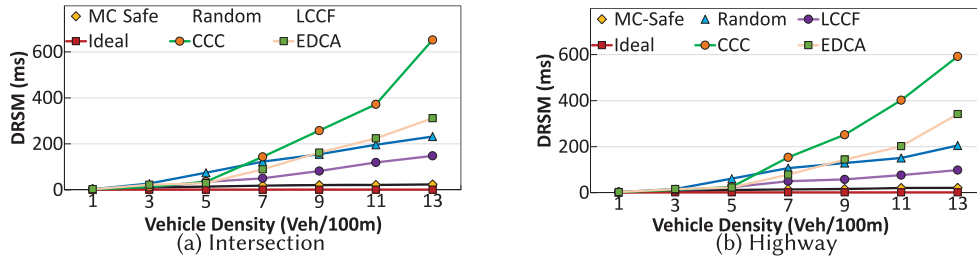 MC Safe Random LCCF
Ideal CCC EDCA
DRSM (ms)
600
400
200
0
1 3 5 7 9 11 13
Vehicle Density (Veh/100m)
(a) Intersection
MC-Safe Random LCCF
Ideal CCC EDCA
DRSM (ms)
600
400
200
0
1 3 5 7 9 11 13
Vehicle Density (Veh/100m)
(b) Highway